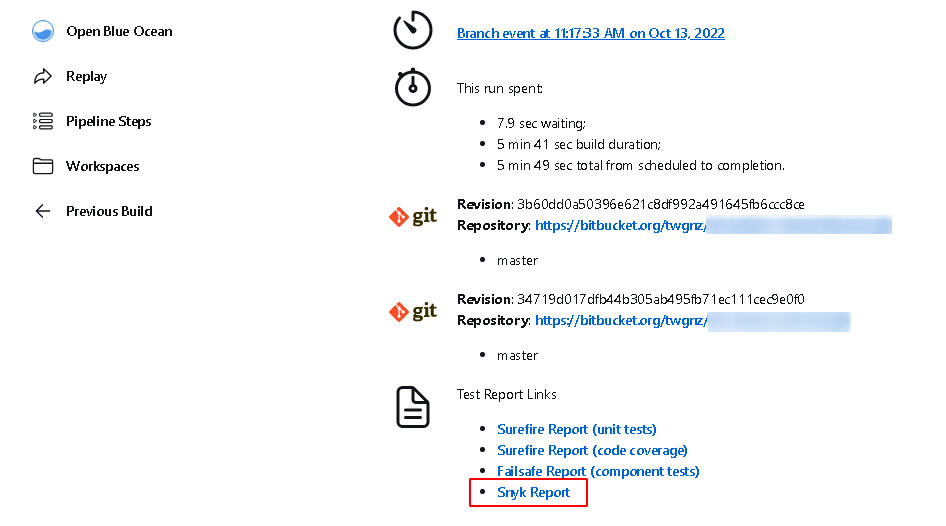 Open Blue Ocean
Replay
Pipeline Steps
Workspaces
Previous Build
Branch event at 11:17:33 AM on Oct 13, 2022
This run spent:
7.9 sec waiting;
5 min 41 sec build duration;
5 min 49 sec total from scheduled to completion.
git
Revision: 3b60dd0a50396e621c8df992a491645fb6ccc8ce
Repository: https://bitbucket.org/twgnz/
master
git
Revision: 34719d017dfb44b305ab495fb71ec111cec9e0f0
Repository: https://bitbucket.org/twgnz/
master
Test Report Links
Surefire Report (unit tests)
Surefire Report (code coverage)
Failsafe Report (component tests)
Snyk Report